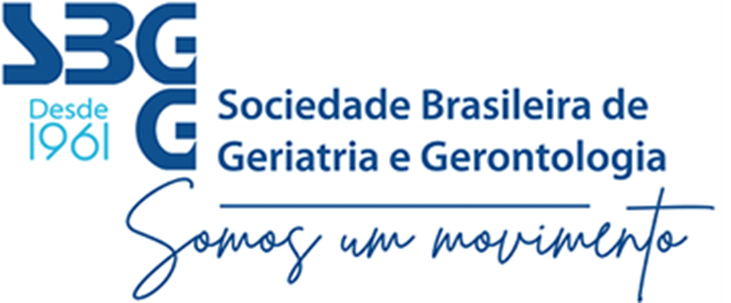 SBG
G
Desde
1961
Sociedade Brasileira de
Geriatria e Gerontologia
Somos um movimento